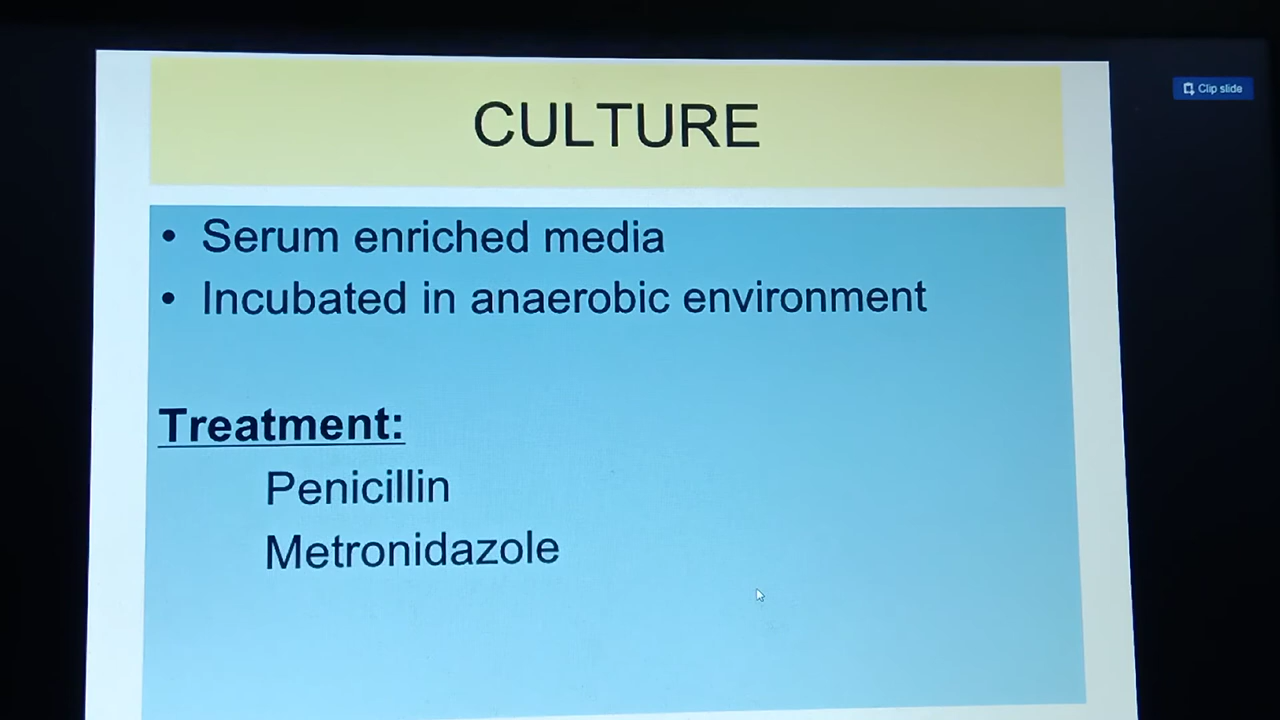 Clip slide
CULTURE
• Serum enriched media
• Incubated in anaerobic environment
Treatment:
Penicillin
Metronidazole